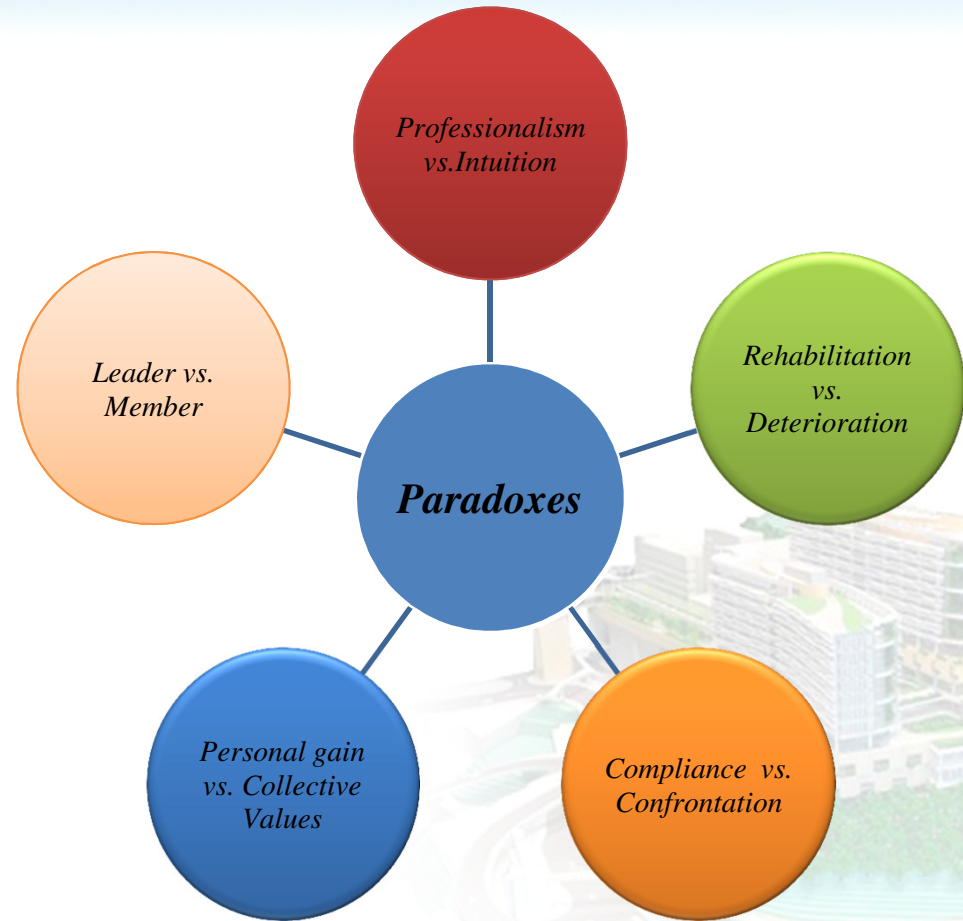 Professionalism
vs.Intuition
Leader vs.
Member
Rehabilitation
vs.
Deterioration
Paradoxes
Personal gain
vs. Collective
Values
Compliance  vs.
Confrontation